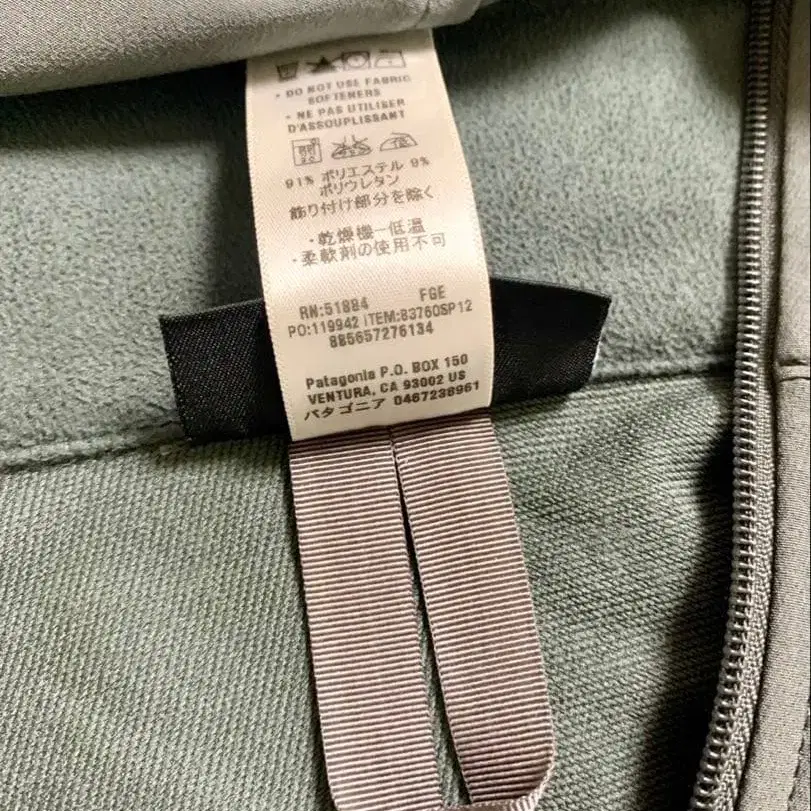 • DO NOT USE FABRIC
SOFTENERS
• NE PAS UTILISER
D'ASSOUPLISSANT
91% ポリエステル 9%
ポリウレタン
飾り付け部分を除く
・乾燥機一低温
・柔軟剤の使用不可
RN:51884 FGE
PO:119942 ITEM:83760SP12
885657276134
Patagonia P.O. BOX 150
VENTURA, CA 93002 US
パタゴニア 0467238961